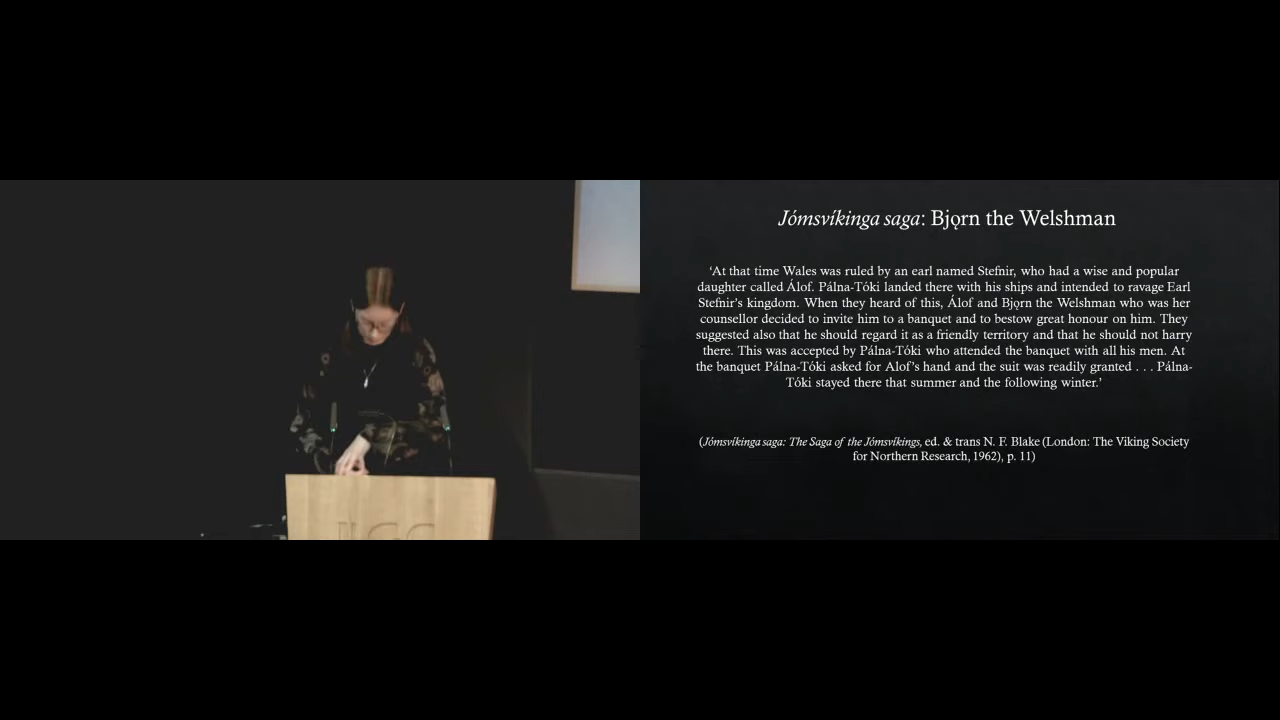 Jómsvíkinga saga: Bjǫrn the Welshman
‘At that time Wales was ruled by an earl named Stefnir, who had a wise and popular
daughter called Álof. Pálna-Tóki landed there with his ships and intended to ravage Earl
Stefnir’s kingdom. When they heard of this, Álof and Bjǫrn the Welshman who was her
counsellor decided to invite him to a banquet and to bestow great honour on him. They
suggested also that he should regard it as a friendly territory and that he should not harry
there. This was accepted by Pálna-Tóki who attended the banquet with all his men. At
the banquet Pálna-Tóki asked for Alof’s hand and the suit was readily granted . . . Pálna-
Tóki stayed there that summer and the following winter.’
(Jómsvíkinga saga: The Saga of the Jómsvíkings, ed. & trans N. F. Blake (London: The Viking Society
for Northern Research, 1962), p. 11)